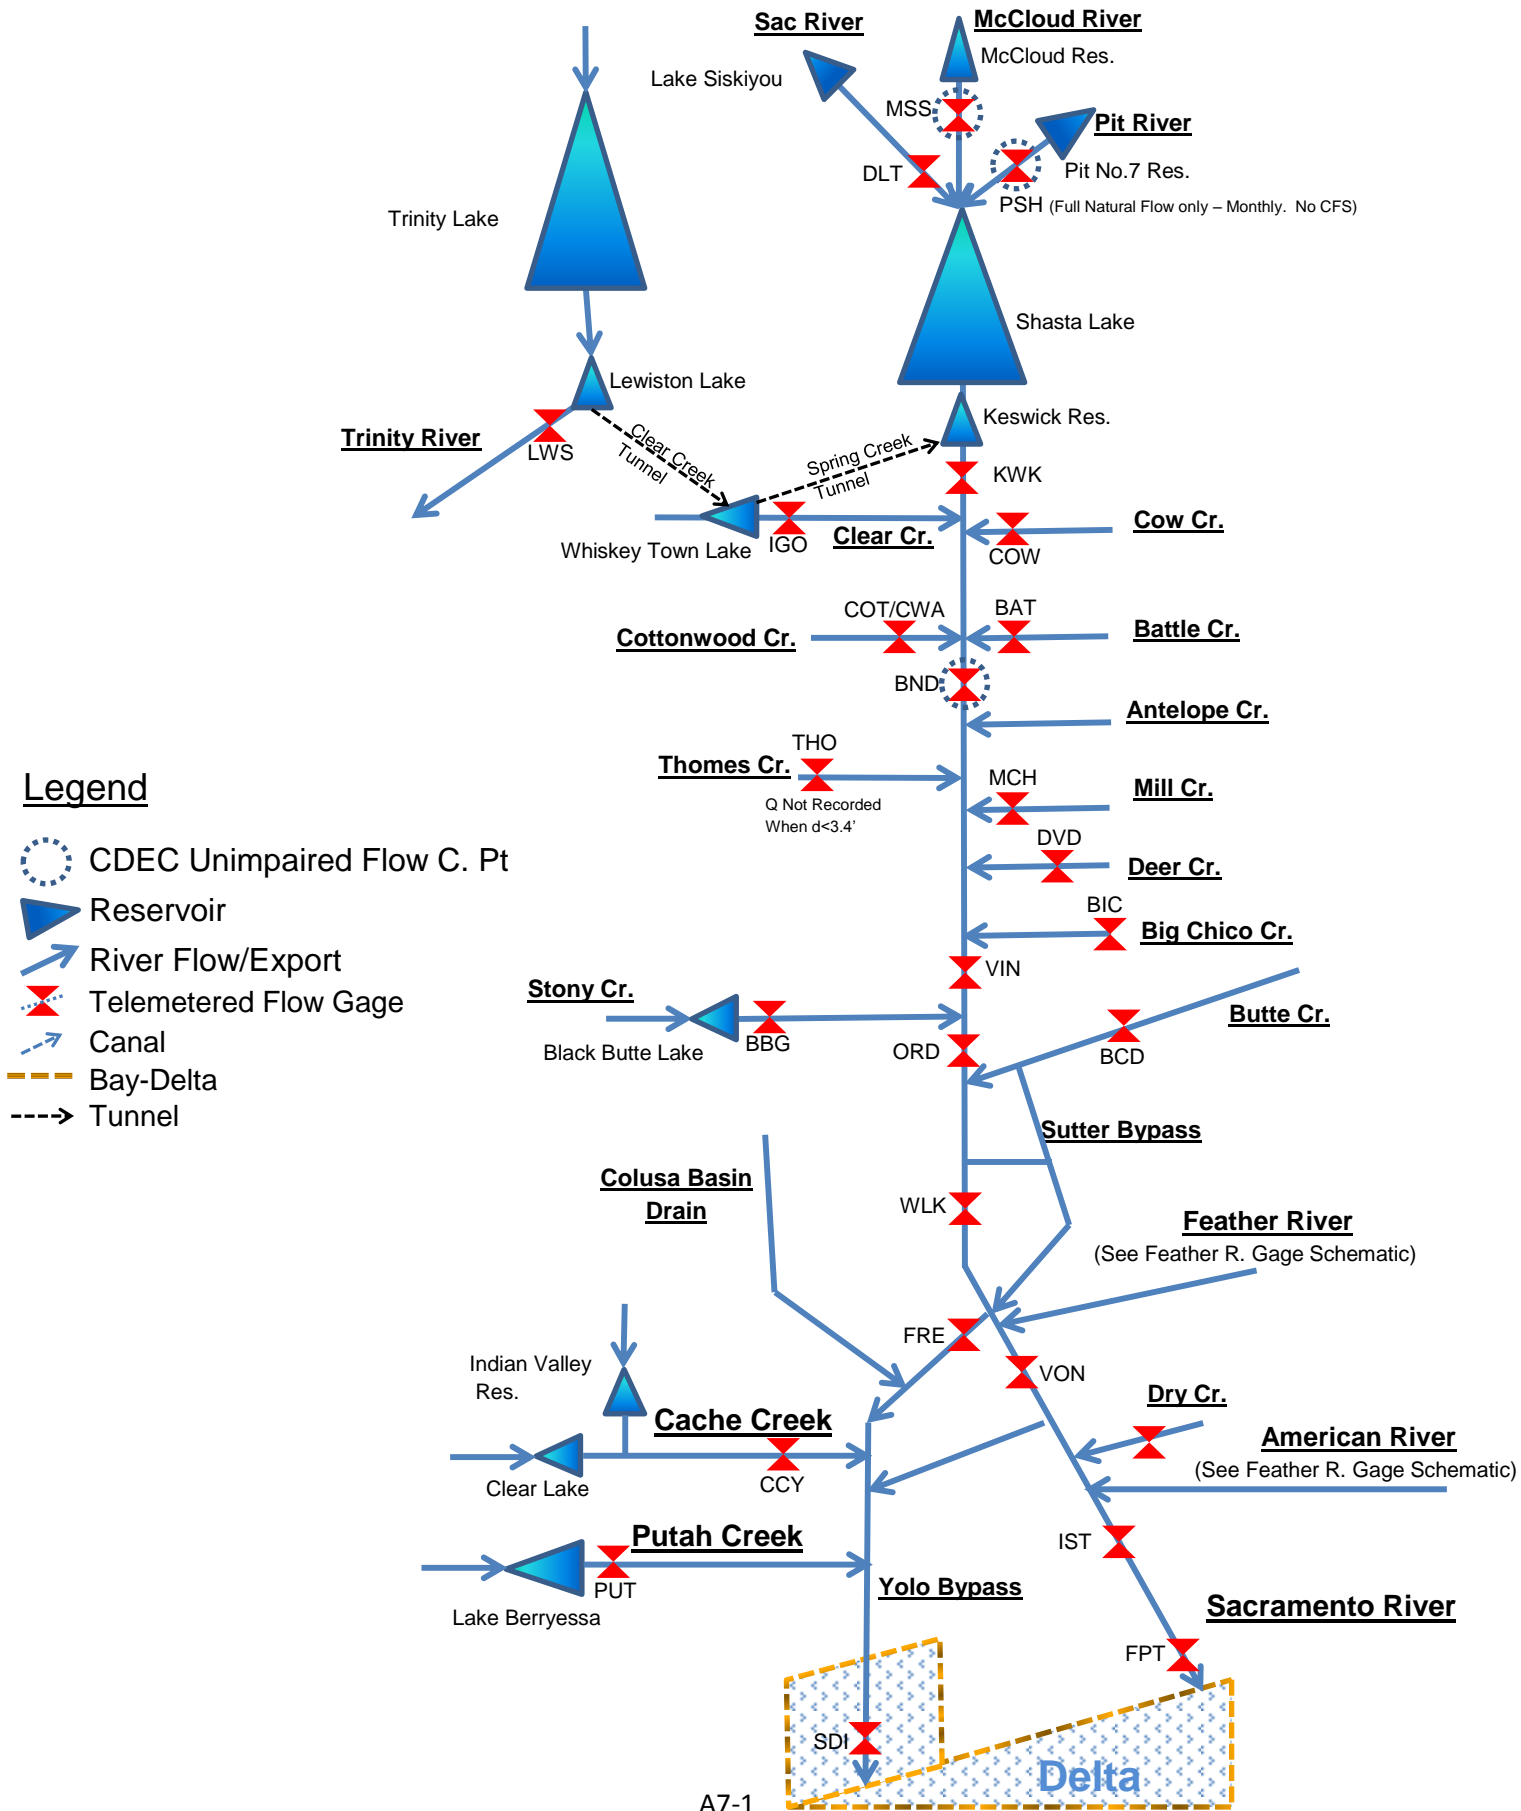 Sac River
McCloud River
McCloud Res.
Lake Siskiyou
MSS
Pit River
DLT
Pit No.7 Res.
PSH (Full Natural Flow only – Monthly.  No CFS)
Trinity Lake
Shasta Lake
Lewiston Lake
Keswick Res.
Trinity River
LWS
Clear Creek
Tunnel
Spring Creek
Tunnel
KWK
Cow Cr.
Clear Cr.
IGO
Whiskey Town Lake
COW
COT/CWA
BAT
Cottonwood Cr.
Battle Cr.
BND
Antelope Cr.
THO
Thomes Cr.
MCH
Mill Cr.
Q Not Recorded
When d<3.4’
DVD
Deer Cr.
BIC
Big Chico Cr.
VIN
Legend
CDEC Unimpaired Flow C. Pt
Reservoir
River Flow/Export
Telemetered Flow Gage
Canal
Bay-Delta
Tunnel
Stony Cr.
Butte Cr.
Black Butte Lake
BBG
ORD
BCD
Sutter Bypass
Colusa Basin
Drain
WLK
Feather River
(See Feather R. Gage Schematic)
FRE
Indian Valley
Res.
VON
Dry Cr.
Cache Creek
American River
(See Feather R. Gage Schematic)
Clear Lake
CCY
Putah Creek
IST
PUT
Yolo Bypass
Lake Berryessa
Sacramento River
FPT
SDI
Delta
A7-1